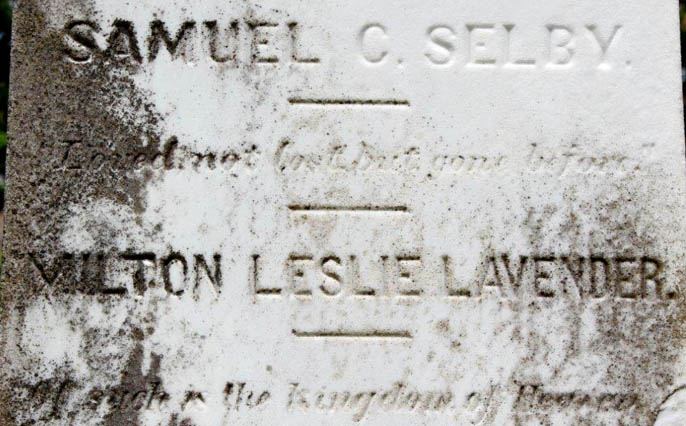 SAMUEL C. SELBY.
"Loved not lost, but gone before."
MILTON LESLIE LAVENDER.
Of such is the kingdom of Heaven.